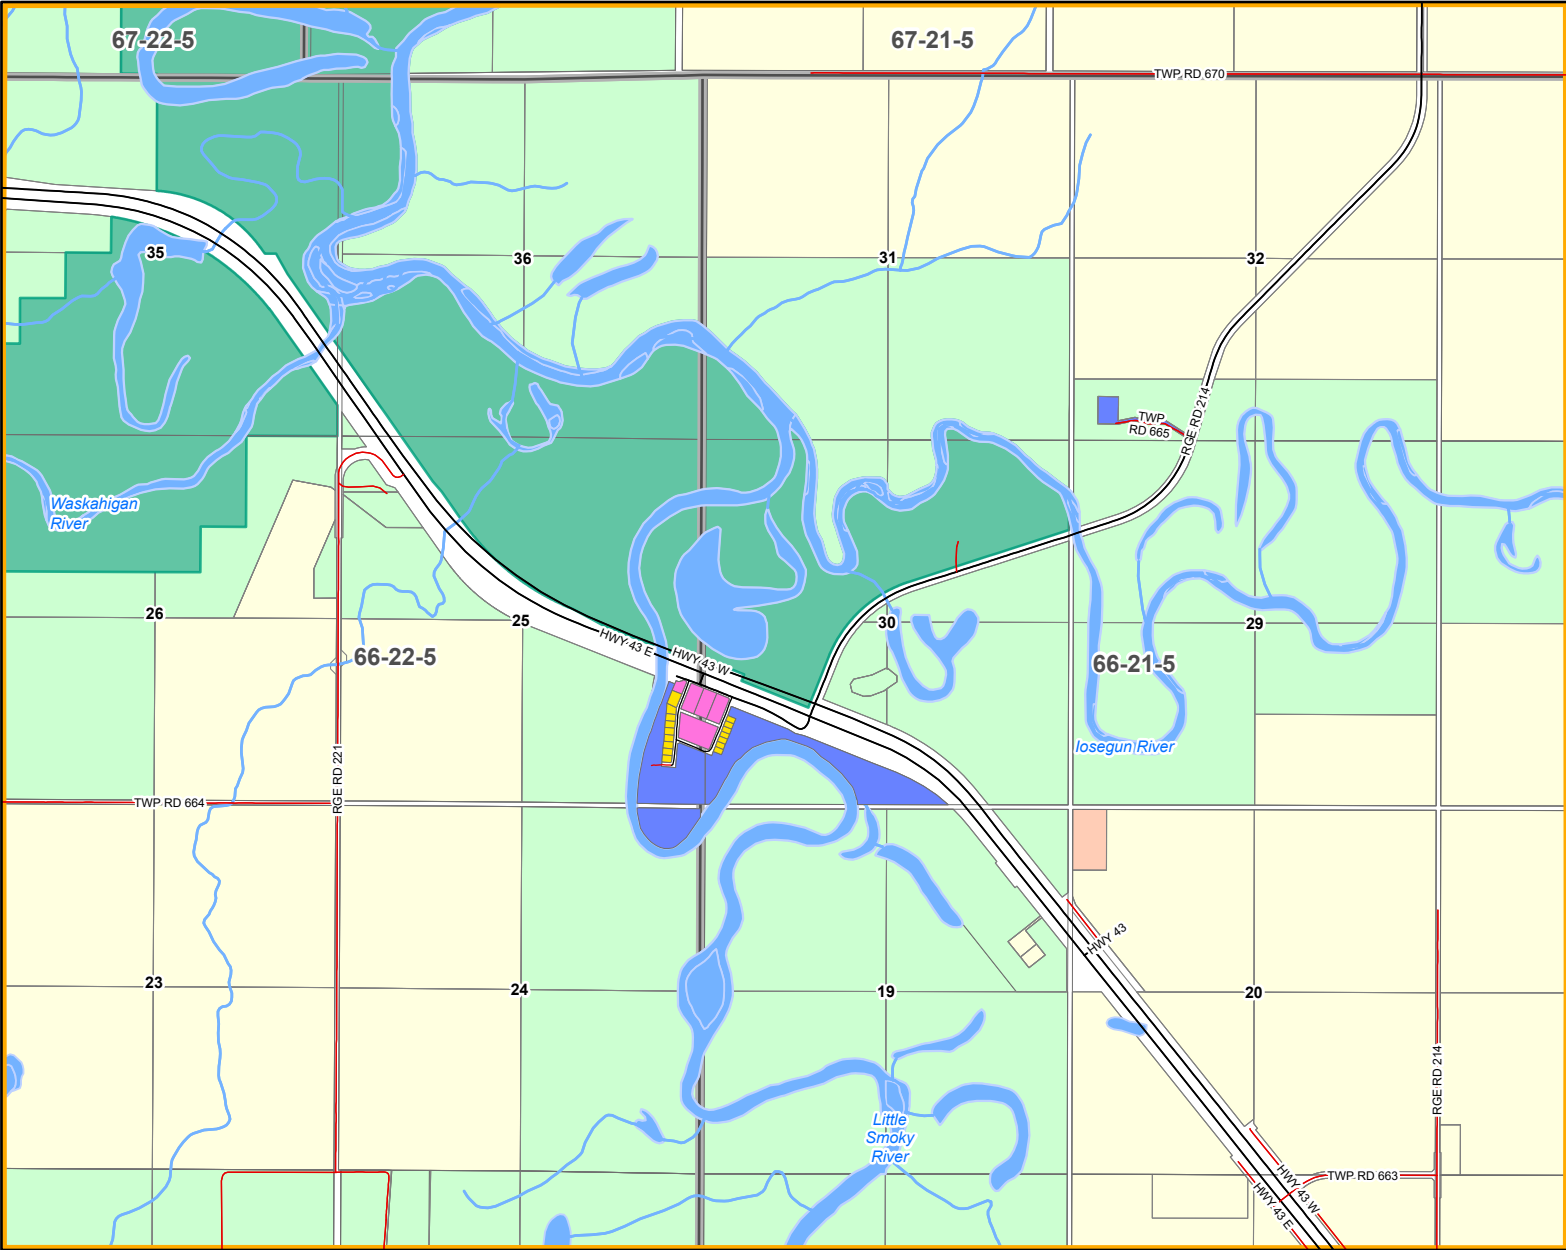 67-22-5
67-21-5
TWP RD 670
35
36
31
32
TWP
RD 665
RGE RD 214
Waskahigan
River
26
25
30
29
HWY 43 E
HWY 43 W
66-22-5
66-21-5
Iosegun River
RGE RD 221
TWP RD 664
HWY 43
23
24
19
20
RGE RD 214
Little
Smoky
River
TWP RD 663
HWY 43 W
HWY 43 E